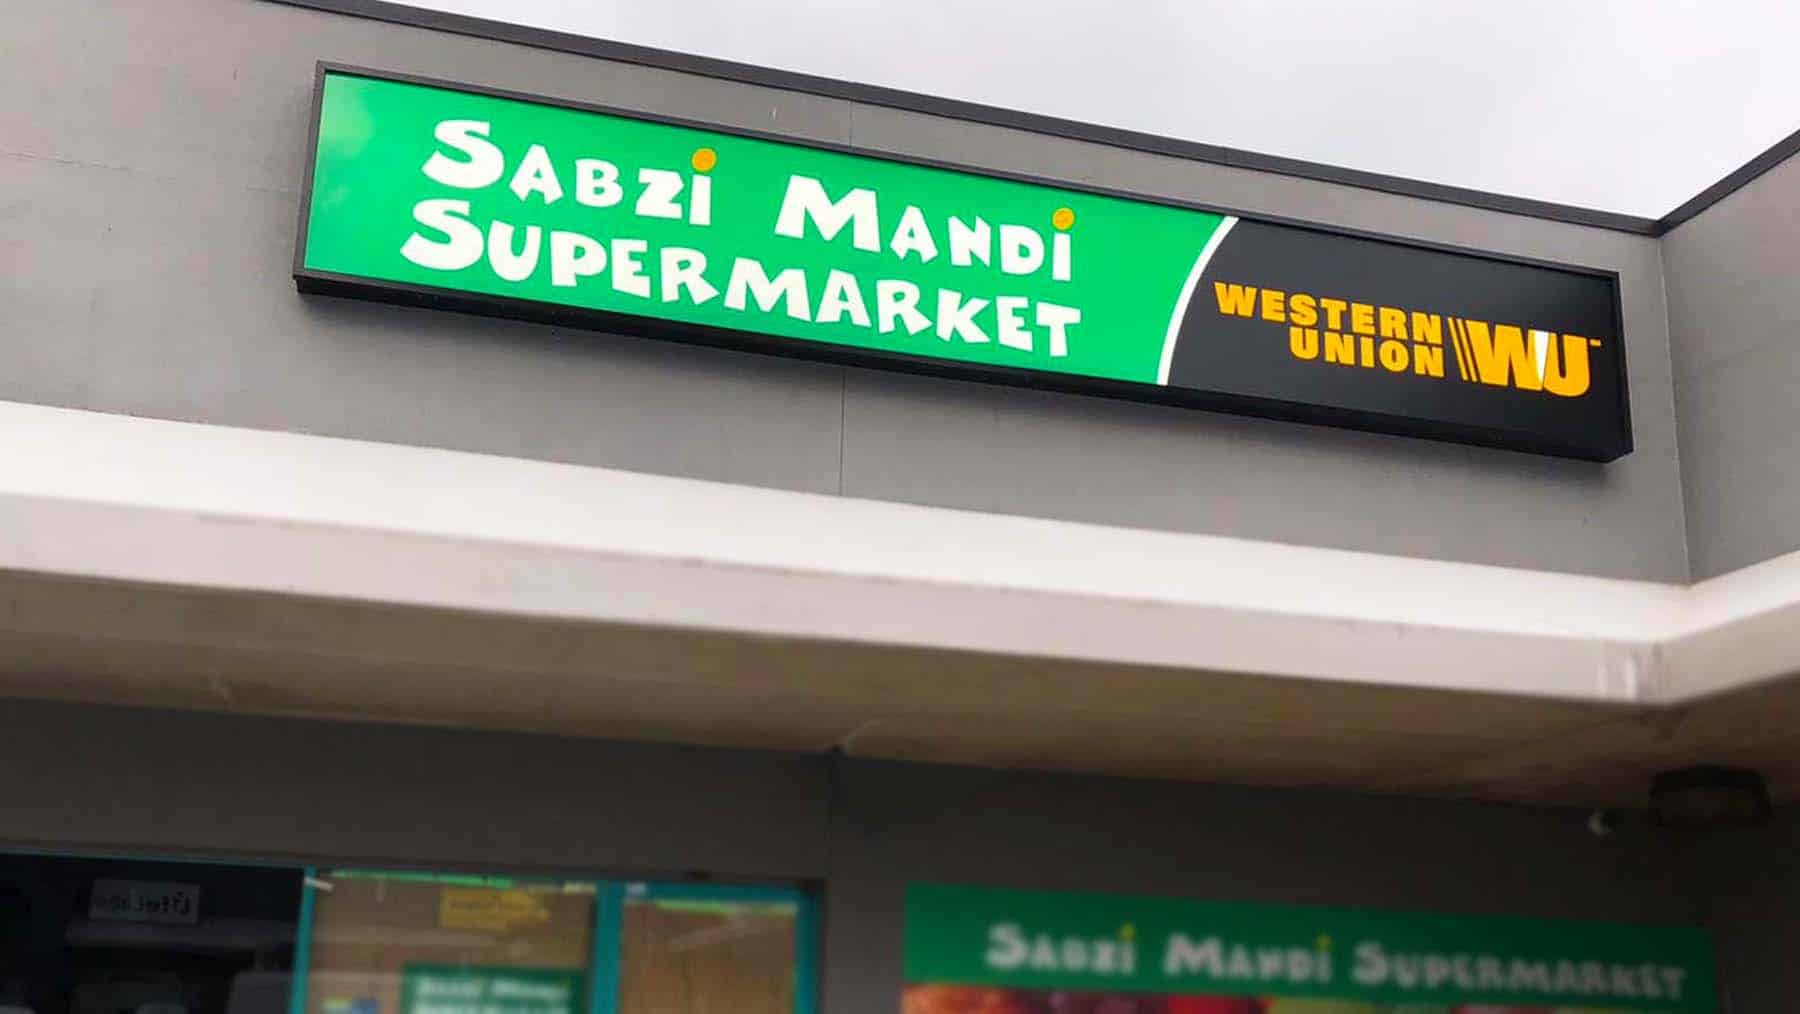 SABZi MANDi
SUPERMARKET
WESTERN
UNION
WU
SABZi MANDi SUPERMARKET